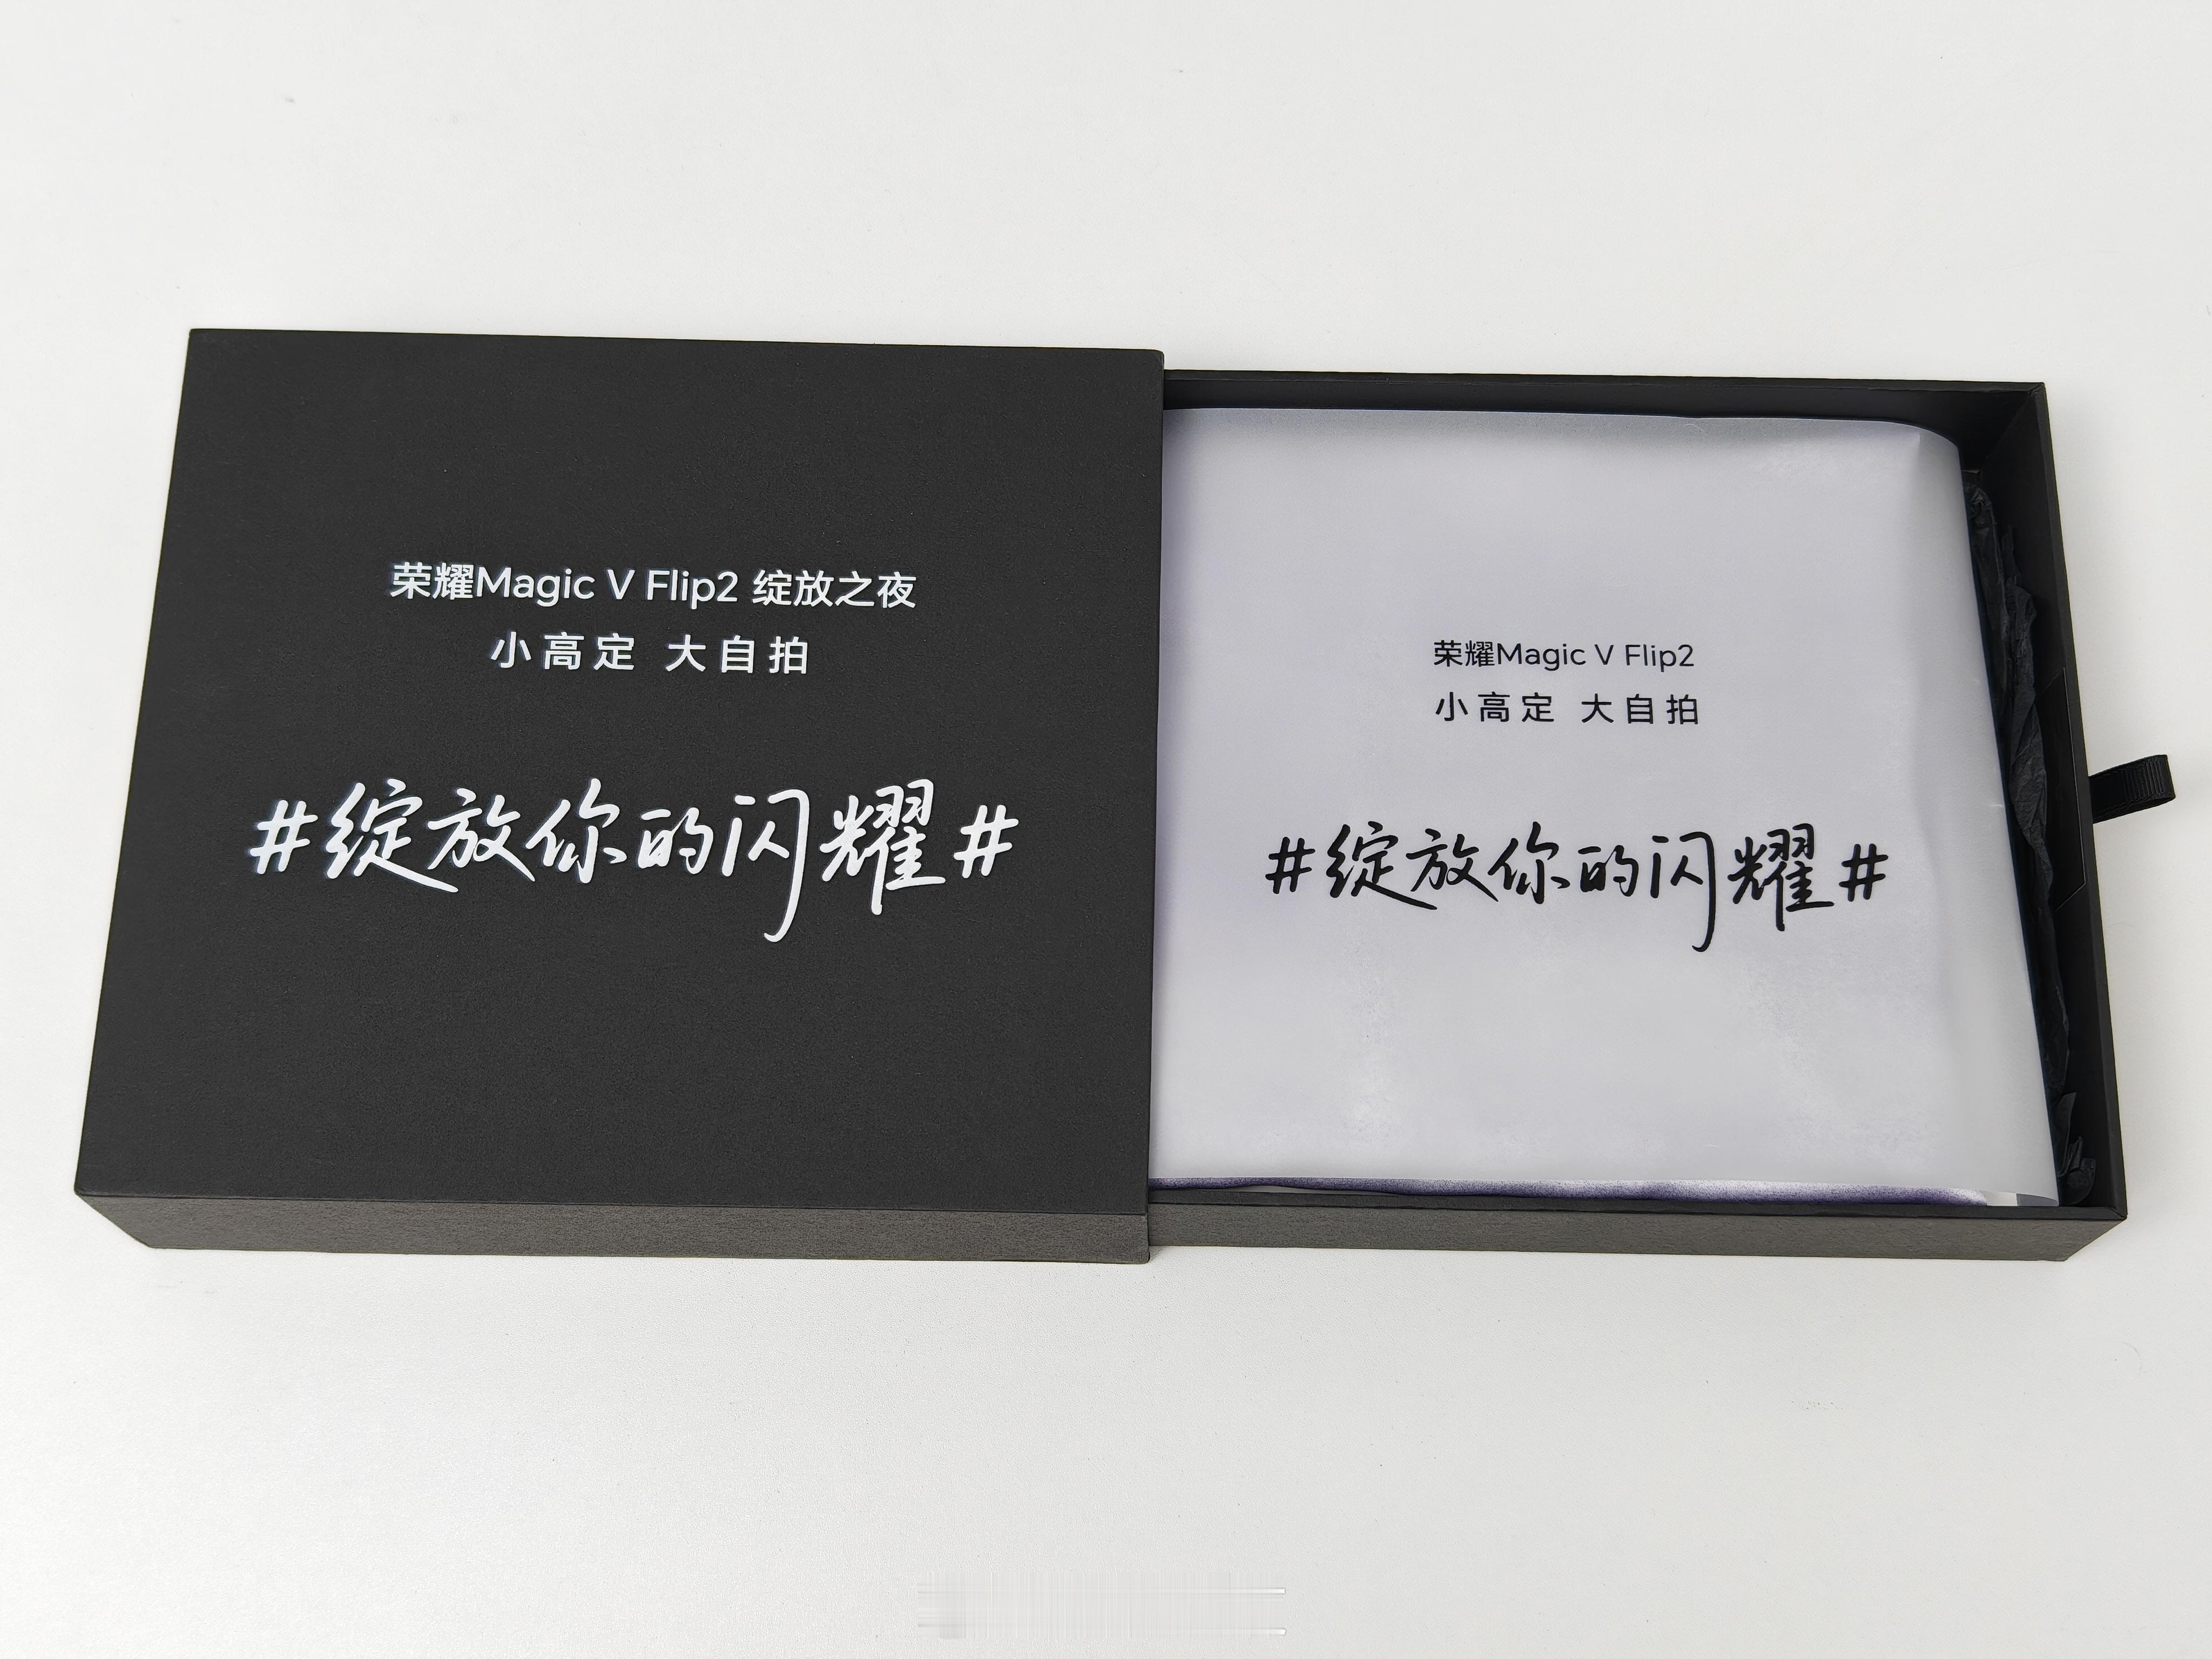 荣耀Magic V Flip2 绽放之夜
小高定 大自拍
#绽放你的闪耀#
荣耀Magic V Flip2
小高定 大自拍
#绽放你的闪耀#